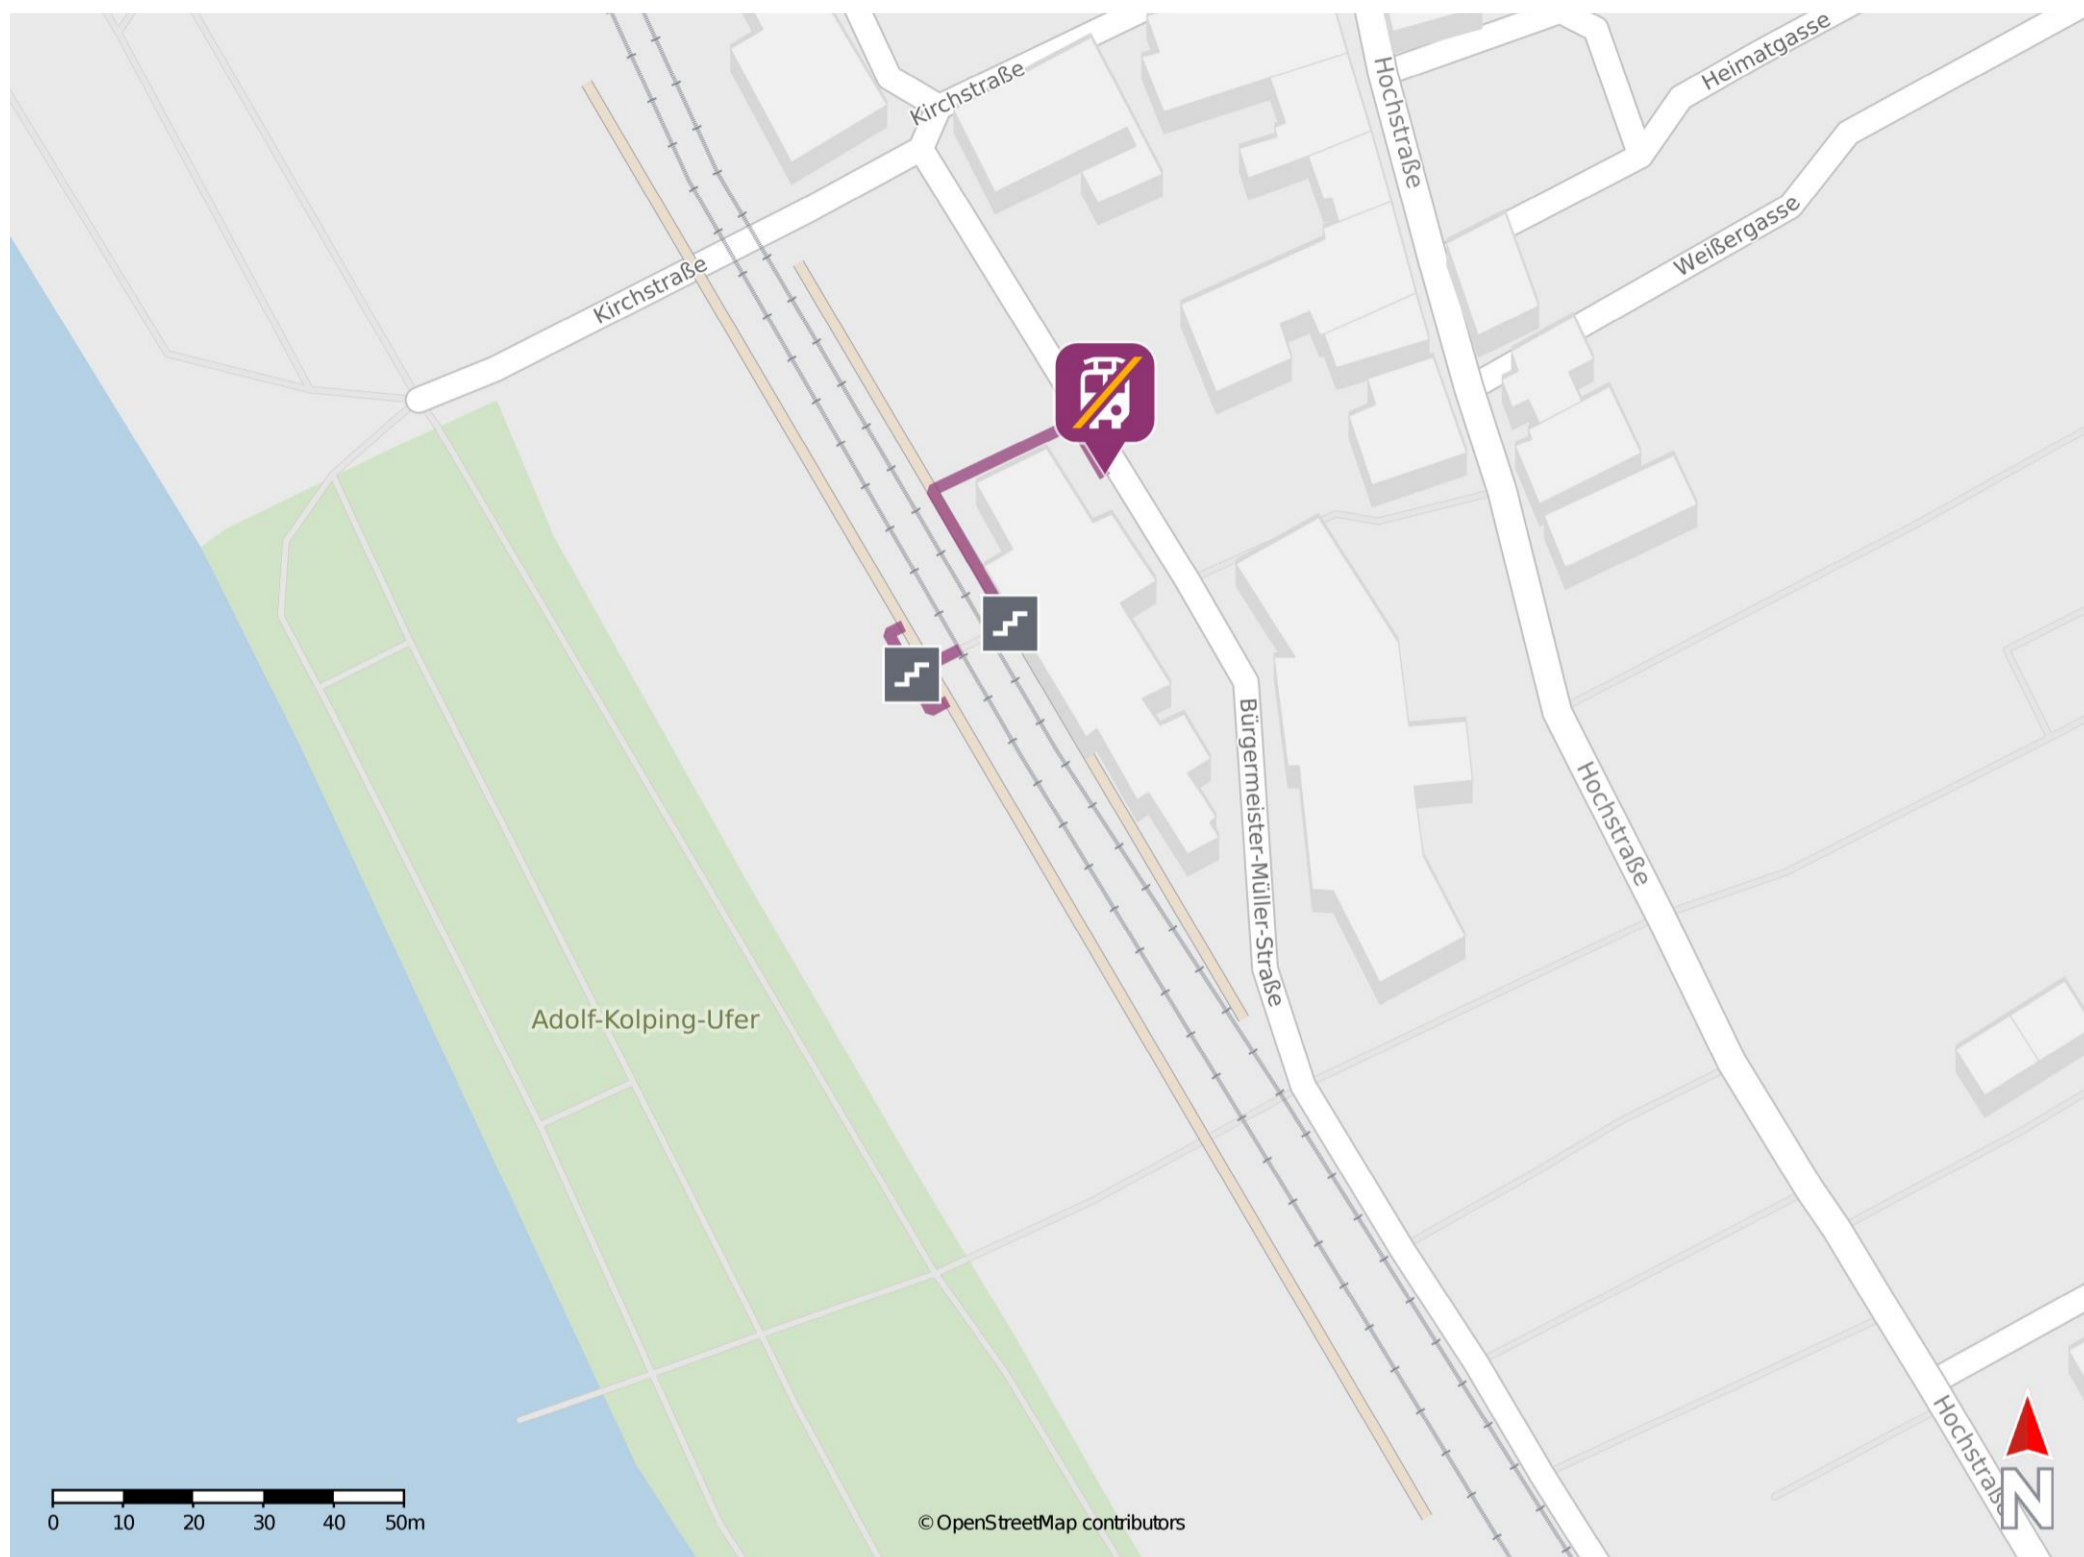 Heimatgasse
Kirchstraße
Hochstraße
Weißergasse
Kirchstraße
Bürgermeister-Müller-Straße
Hochstraße
Adolf-Kolping-Ufer
Hochstraße
N
0 10 20 30 40 50m
© OpenStreetMap contributors